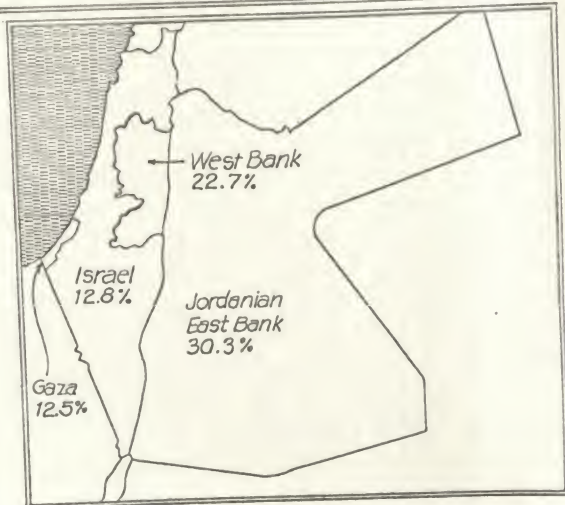 West Bank
22.7%
Israel
12.8%
Jordanian
East Bank
30.3%
Gaza
12.5%